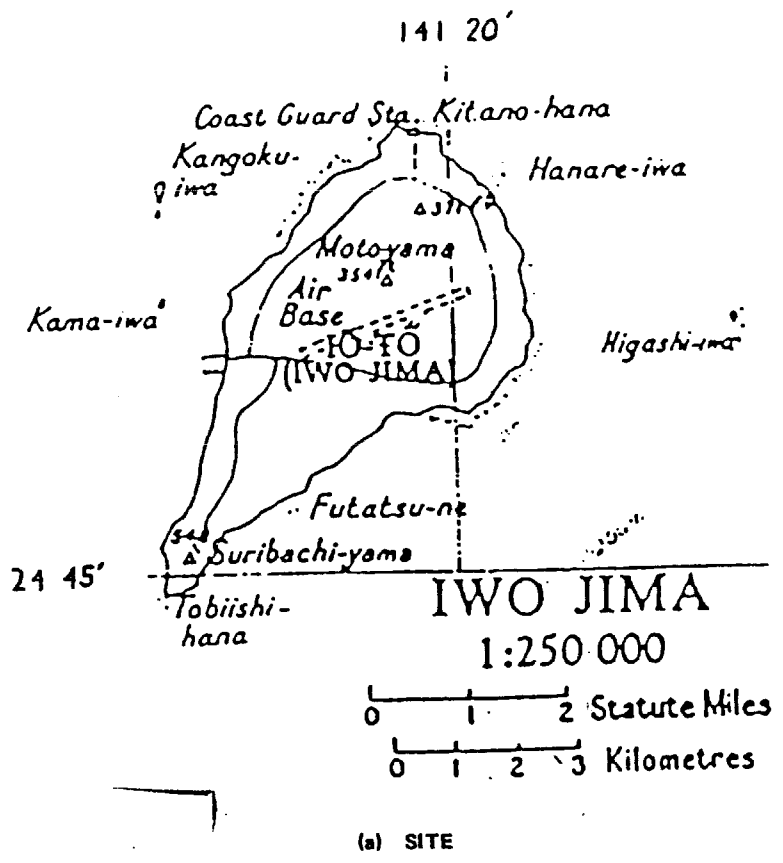 141 20'
Coast Guard Sta. Kitano-hana
Kangoku-
iwa
Hanare-iwa
Δ311
Motoyama
354
Air
Base
Kama-iwa
IO-TO
(IWO JIMA)
Higashi-iwa
Futatsu-ne
Suribachi-yama
24 45'
Tobiishi-
hana
IWO JIMA
1:250 000
0 1 2 Statute Miles
0 1 2 3 Kilometres
(a) SITE